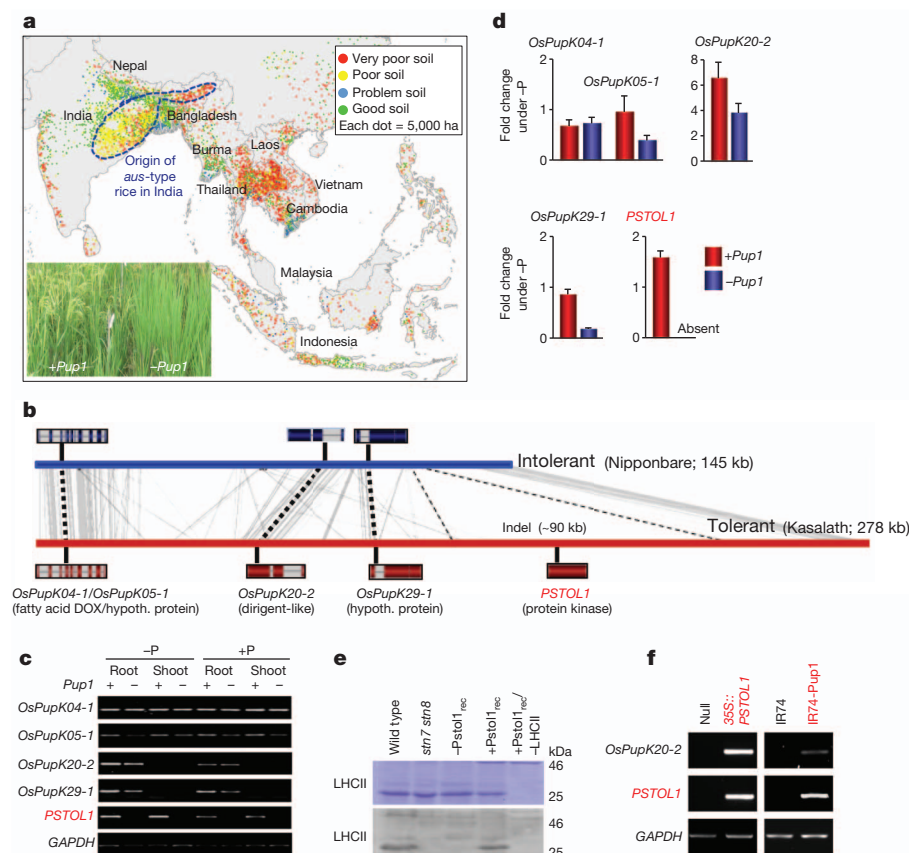 a
Nepal
India
Bangladesh
Burma
Laos
Origin of
aus-type
rice in India
Thailand
Vietnam
Cambodia
Malaysia
Indonesia
Very poor soil
Poor soil
Problem soil
Good soil
Each dot = 5,000 ha
+Pup1
−Pup1
d
OsPupK04-1
OsPupK05-1
OsPupK20-2
Fold change
under −P
2
1
0
8
6
4
2
0
OsPupK29-1
PSTOL1
Fold change
under −P
2
1
0
2
1
0
Absent
+Pup1
−Pup1
b
Intolerant (Nipponbare; 145 kb)
Indel (~90 kb)
Tolerant (Kasalath; 278 kb)
OsPupK04-1/OsPupK05-1
(fatty acid DOX/hypoth. protein)
OsPupK20-2
(dirigent-like)
OsPupK29-1
(hypoth. protein)
PSTOL1
(protein kinase)
c
−P +P
Root Shoot Root Shoot
Pup1 + − + − + − + −
OsPupK04-1
OsPupK05-1
OsPupK20-2
OsPupK29-1
PSTOL1
GAPDH
e
Wild type
stn7 stn8
−Pstol1rec
+Pstol1rec
+Pstol1rec/
−LHCII
kDa
46
LHCII
25
46
LHCII
25
f
Null
35S::
PSTOL1
IR74
IR74-Pup1
OsPupK20-2
PSTOL1
GAPDH